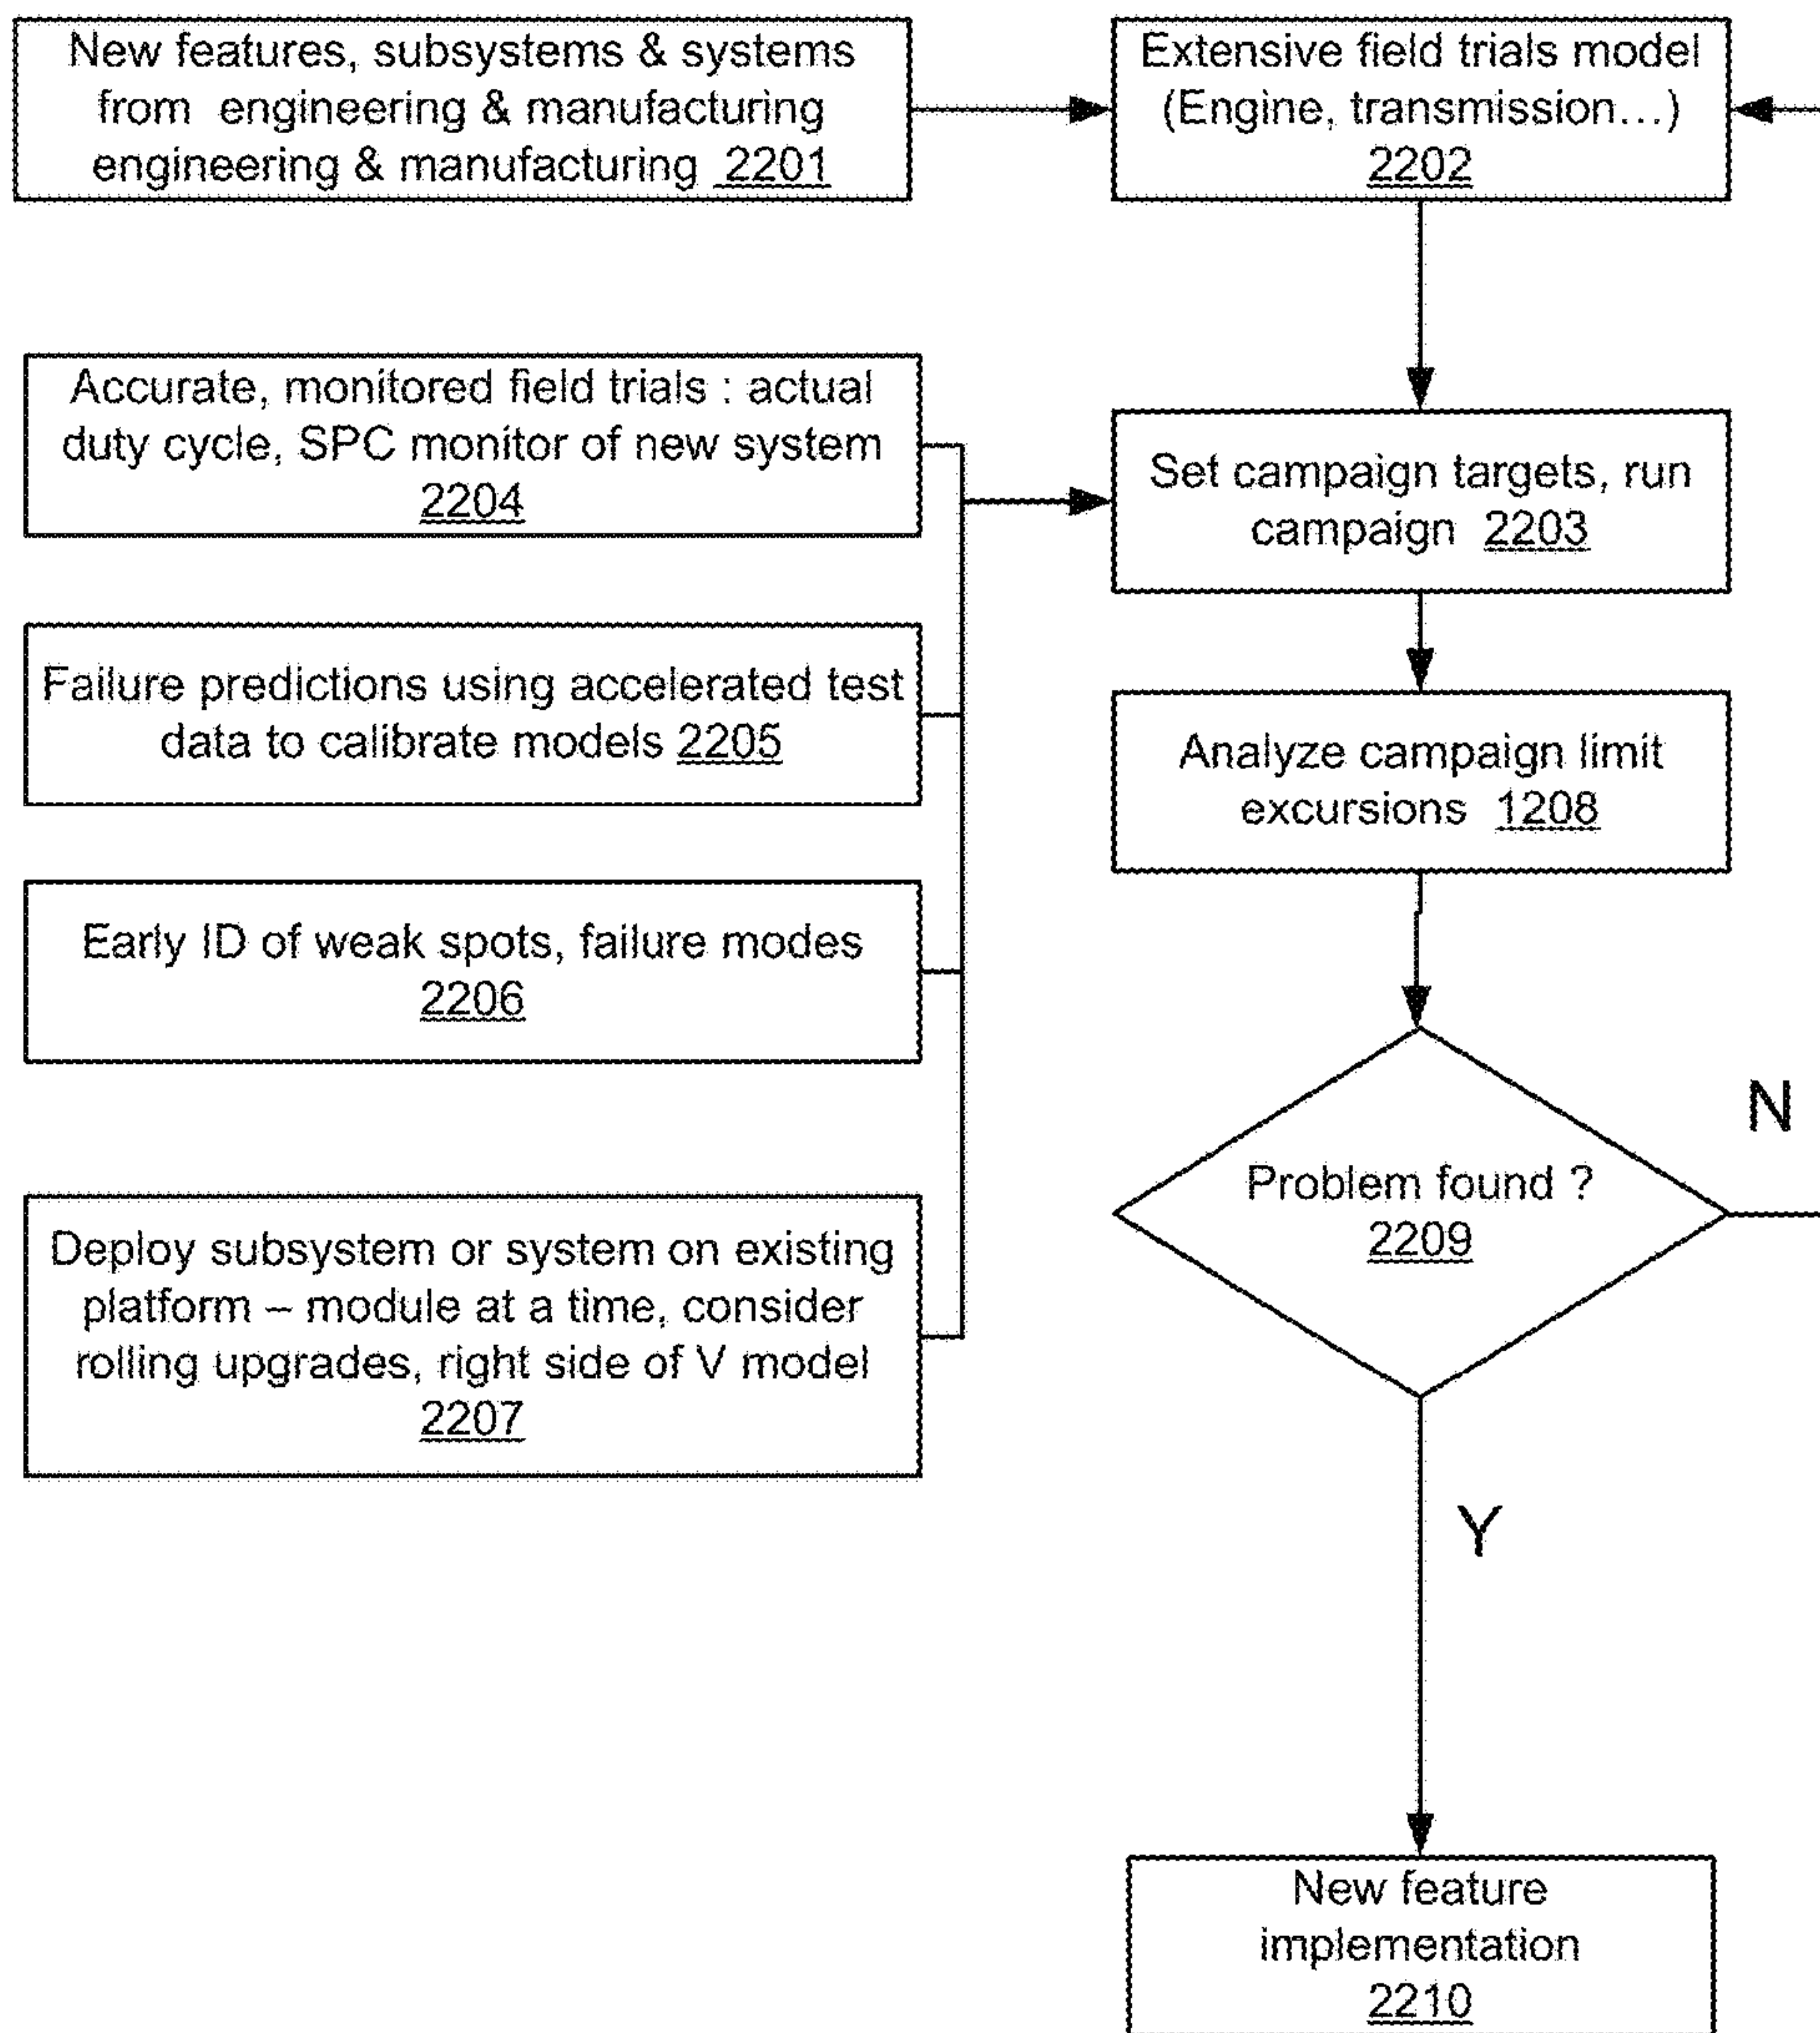 New features, subsystems & systems
from engineering & manufacturing
engineering & manufacturing 2201
Extensive field trials model
(Engine, transmission...)
2202
Accurate, monitored field trials : actual
duty cycle, SPC monitor of new system
2204
Set campaign targets, run
campaign 2203
Failure predictions using accelerated test
data to calibrate models 2205
Analyze campaign limit
excursions 1208
Early ID of weak spots, failure modes
2206
N
Problem found ?
2209
Deploy subsystem or system on existing
platform – module at a time, consider
rolling upgrades, right side of V model
2207
Y
New feature
implementation
2210